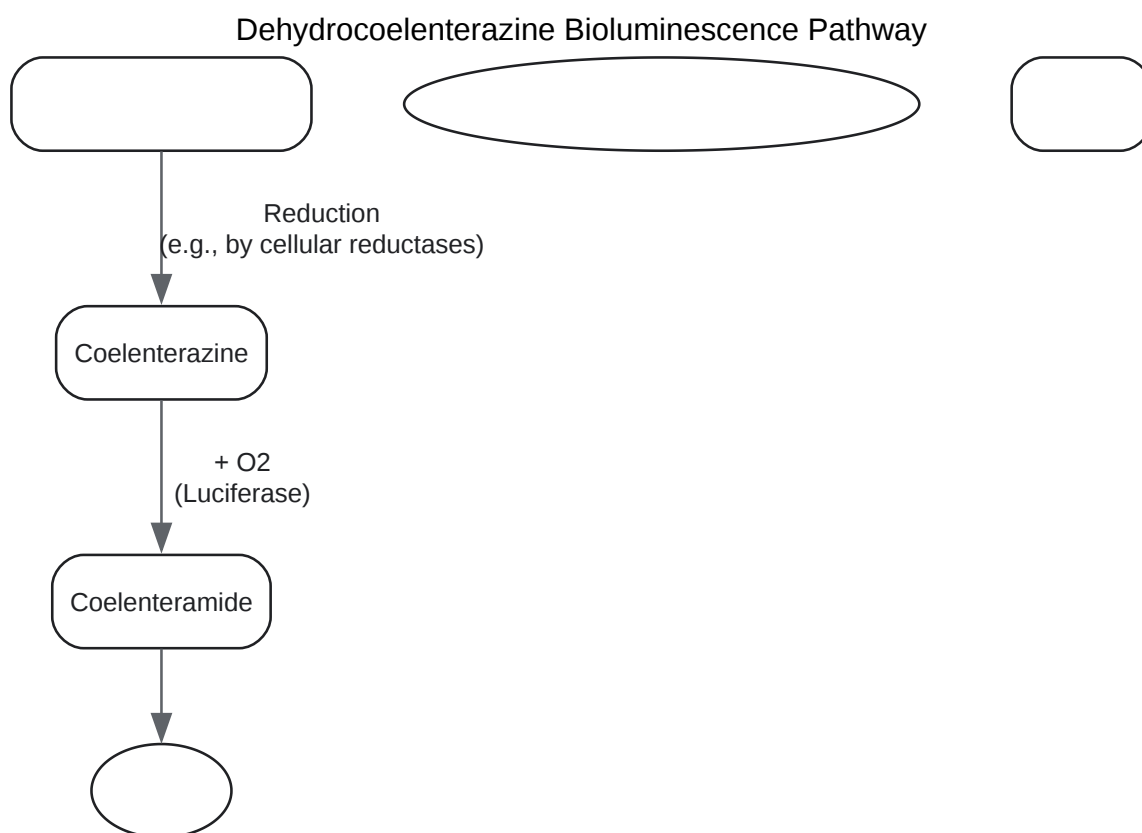 Dehydrocoelenterazine Bioluminescence Pathway
Reduction
(e.g., by cellular reductases)
Coelenterazine
+ O2
(Luciferase)
Coelenteramide